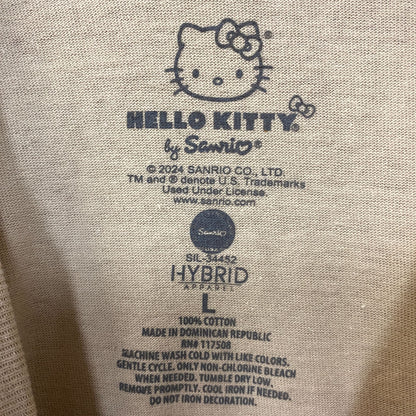 HELLO KITTY®
by Sanrio®
© 2024 SANRIO CO., LTD.
TM and ® denote U.S. Trademarks
Used Under License.
www.sanrio.com
Sanrio
SIL-34452
HYBRID
APPAREL
L
100% COTTON
MADE IN DOMINICAN REPUBLIC
RN# 117508
MACHINE WASH COLD WITH LIKE COLORS.
GENTLE CYCLE. ONLY NON-CHLORINE BLEACH
WHEN NEEDED. TUMBLE DRY LOW.
REMOVE PROMPTLY. COOL IRON IF NEEDED.
DO NOT IRON DECORATION.